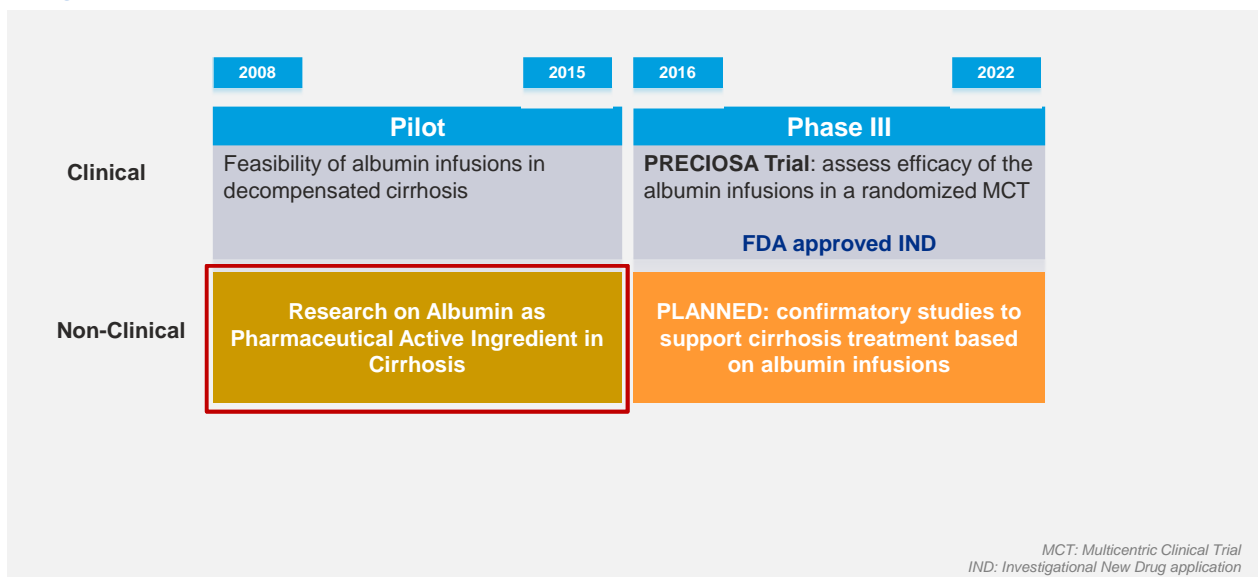 2008
2015
2016
2022
Pilot
Phase III
Clinical
Feasibility of albumin infusions in
decompensated cirrhosis
PRECIOSA Trial: assess efficacy of the
albumin infusions in a randomized MCT
FDA approved IND
Non-Clinical
Research on Albumin as
Pharmaceutical Active Ingredient in
Cirrhosis
PLANNED: confirmatory studies to
support cirrhosis treatment based
on albumin infusions
MCT: Multicentric Clinical Trial
IND: Investigational New Drug application